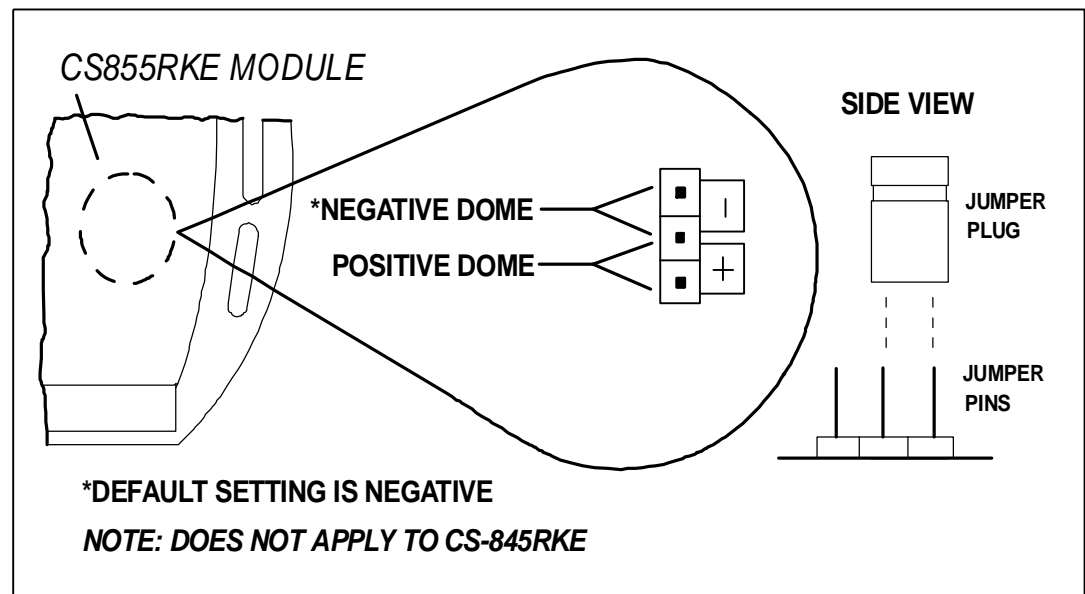 CS855RKE MODULE
SIDE VIEW
*NEGATIVE DOME
-
POSITIVE DOME
+
JUMPER
PLUG
JUMPER
PINS
*DEFAULT SETTING IS NEGATIVE
NOTE: DOES NOT APPLY TO CS-845RKE